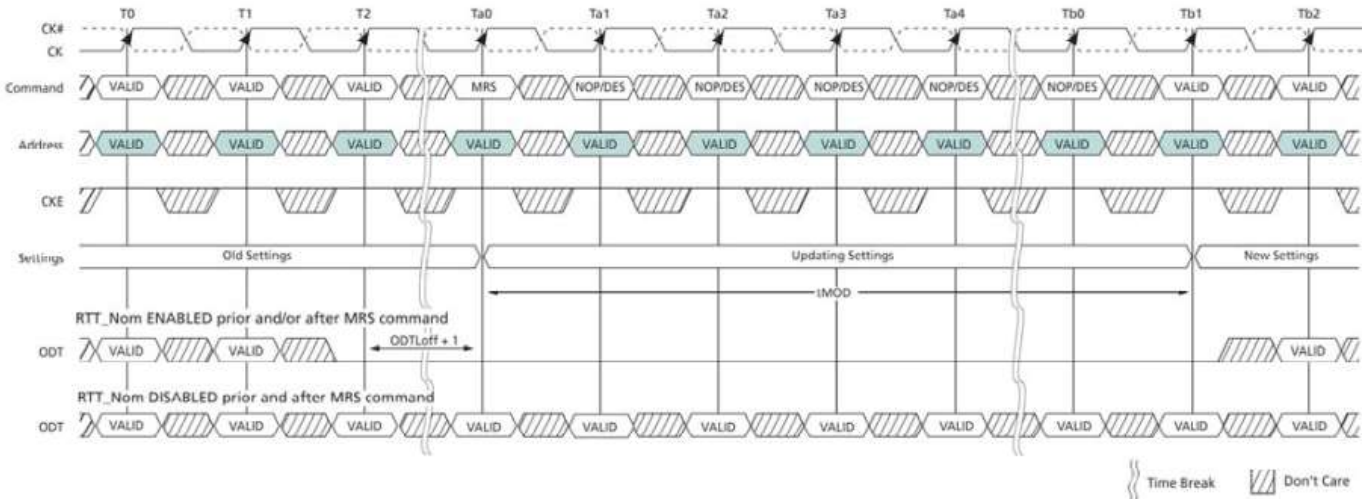 T0 T1 T2 Ta0 Ta1 Ta2 Ta3 Ta4 Tb0 Tb1 Tb2
CK#
CK
Command VALID VALID VALID MRS NOP/DES NOP/DES NOP/DES NOP/DES NOP/DES VALID VALID
Address VALID VALID VALID VALID VALID VALID VALID VALID VALID VALID VALID
CKE
Settings Old Settings Updating Settings New Settings
tMOD
RTT_Nom ENABLED prior and/or after MRS command
ODTLoff + 1
ODT VALID VALID VALID
RTT_Nom DISABLED prior and after MRS command
ODT VALID VALID VALID VALID VALID VALID VALID VALID VALID VALID VALID
Time Break Don't Care